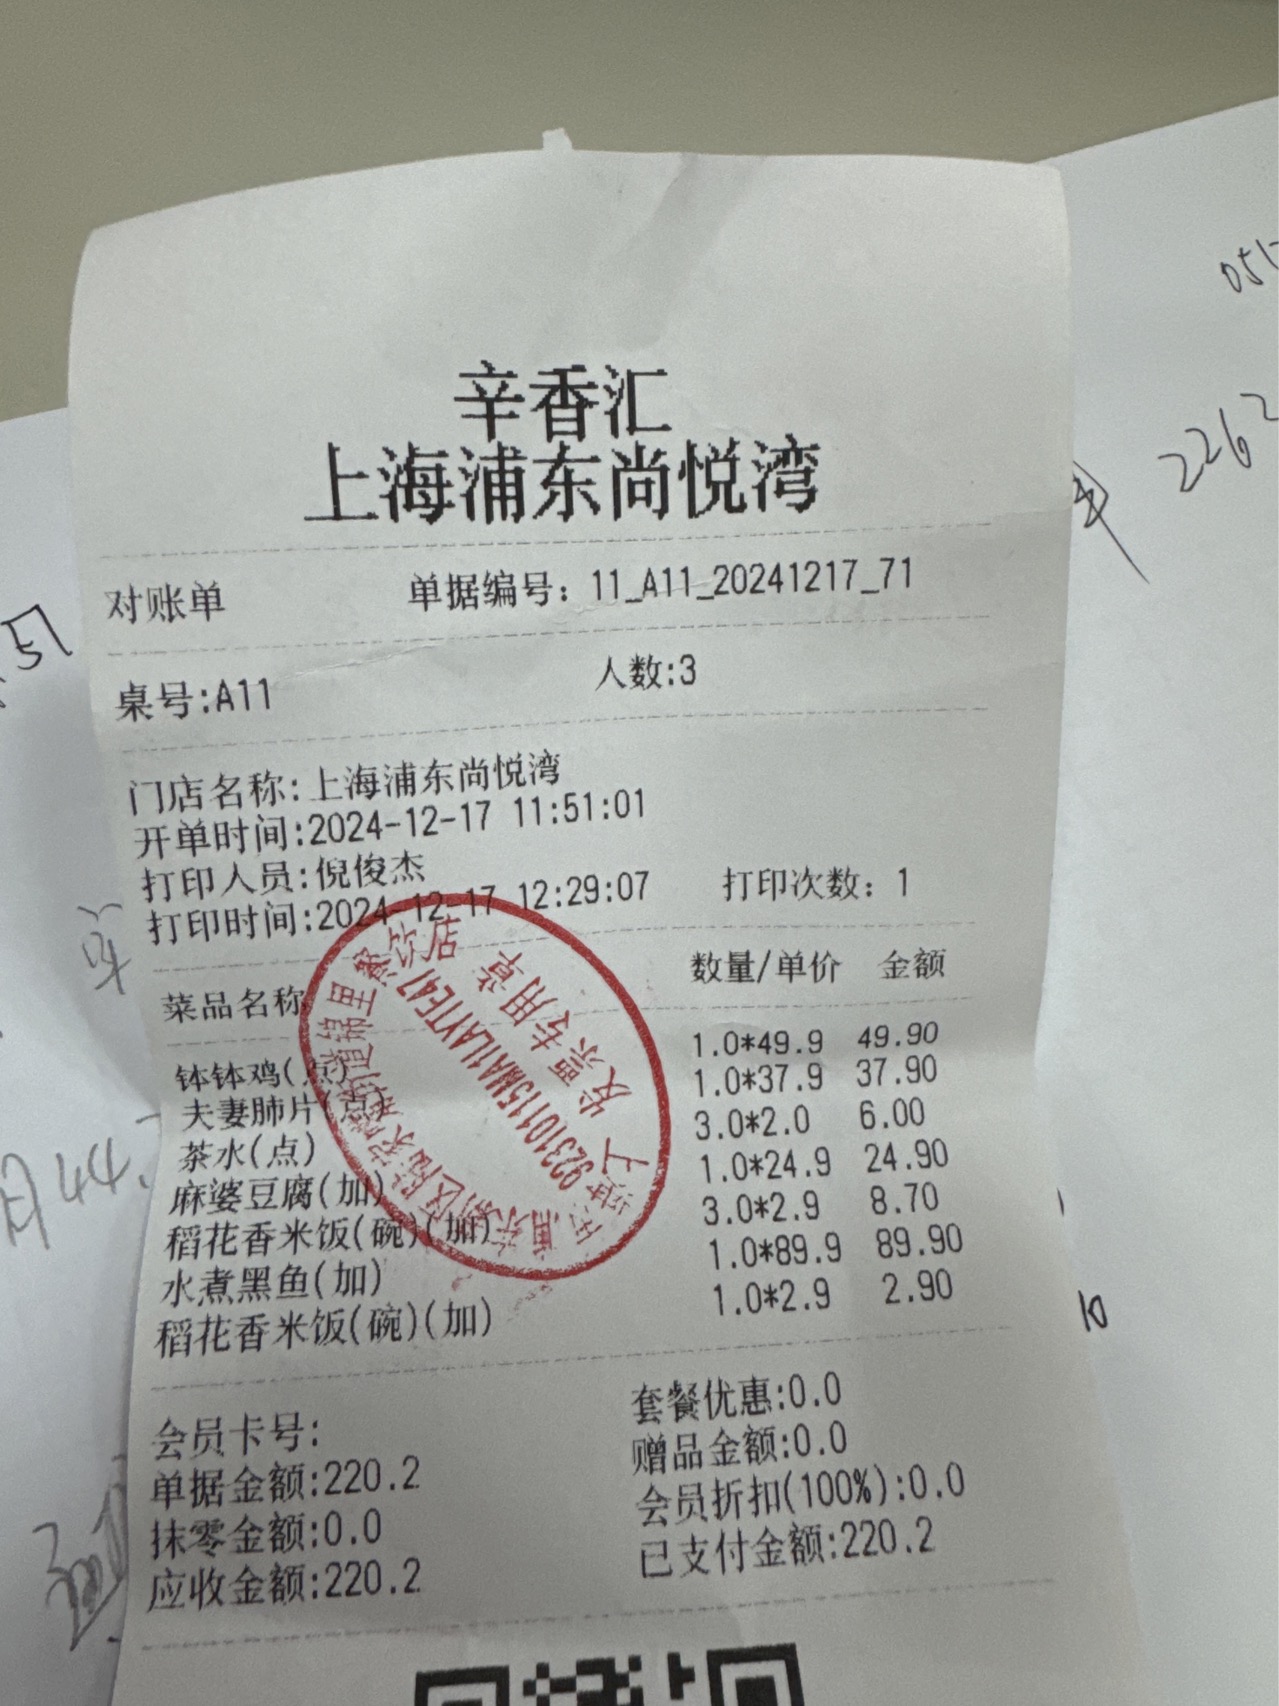 辛香汇
上海浦东尚悦湾
对账单 单据编号：11_A11_20241217_71
桌号:A11 人数:3
门店名称:上海浦东尚悦湾
开单时间:2024-12-17 11:51:01
打印人员:倪俊杰
打印时间:2024-12-17 12:29:07 打印次数：1
菜品名称 数量/单价 金额
钵钵鸡(点) 1.0*49.9 49.90
夫妻肺片(点) 1.0*37.9 37.90
茶水(点) 3.0*2.0 6.00
麻婆豆腐(加) 1.0*24.9 24.90
稻花香米饭(碗)(加) 3.0*2.9 8.70
水煮黑鱼(加) 1.0*89.9 89.90
稻花香米饭(碗)(加) 1.0*2.9 2.90
会员卡号: 套餐优惠:0.0
单据金额:220.2 赠品金额:0.0
抹零金额:0.0 会员折扣(100%):0.0
应收金额:220.2 已支付金额:220.2
92310115MA1LAYTE47
发票专用章
051
2262
51
月44.